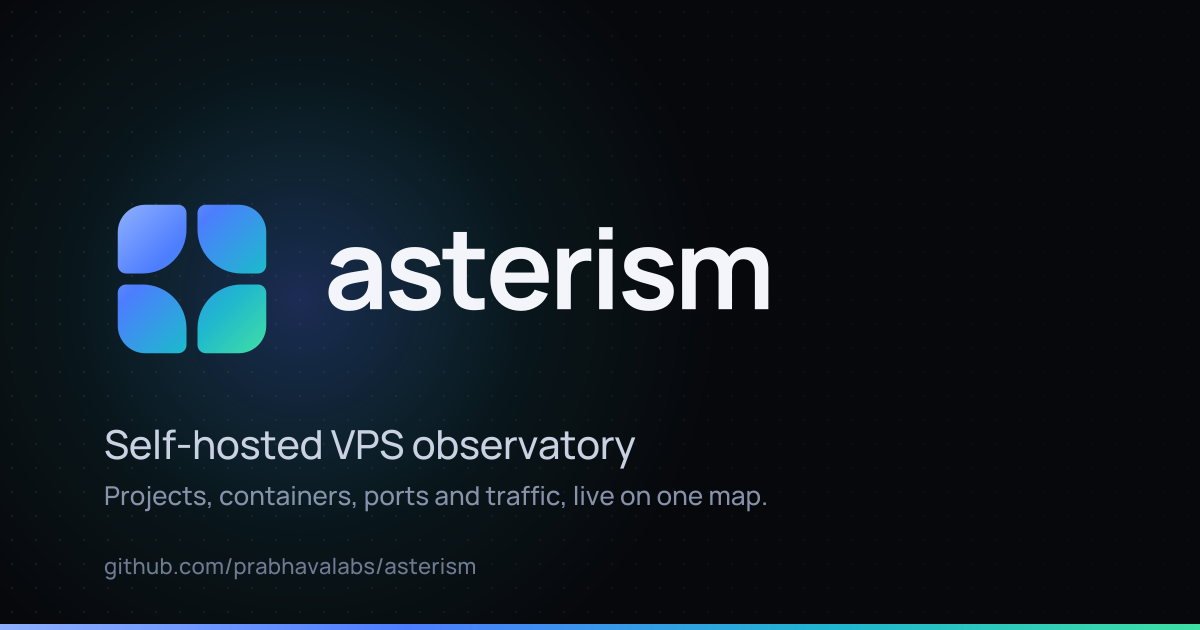 asterism
Self-hosted VPS observatory
Projects, containers, ports and traffic, live on one map.
github.com/prabhavalabs/asterism